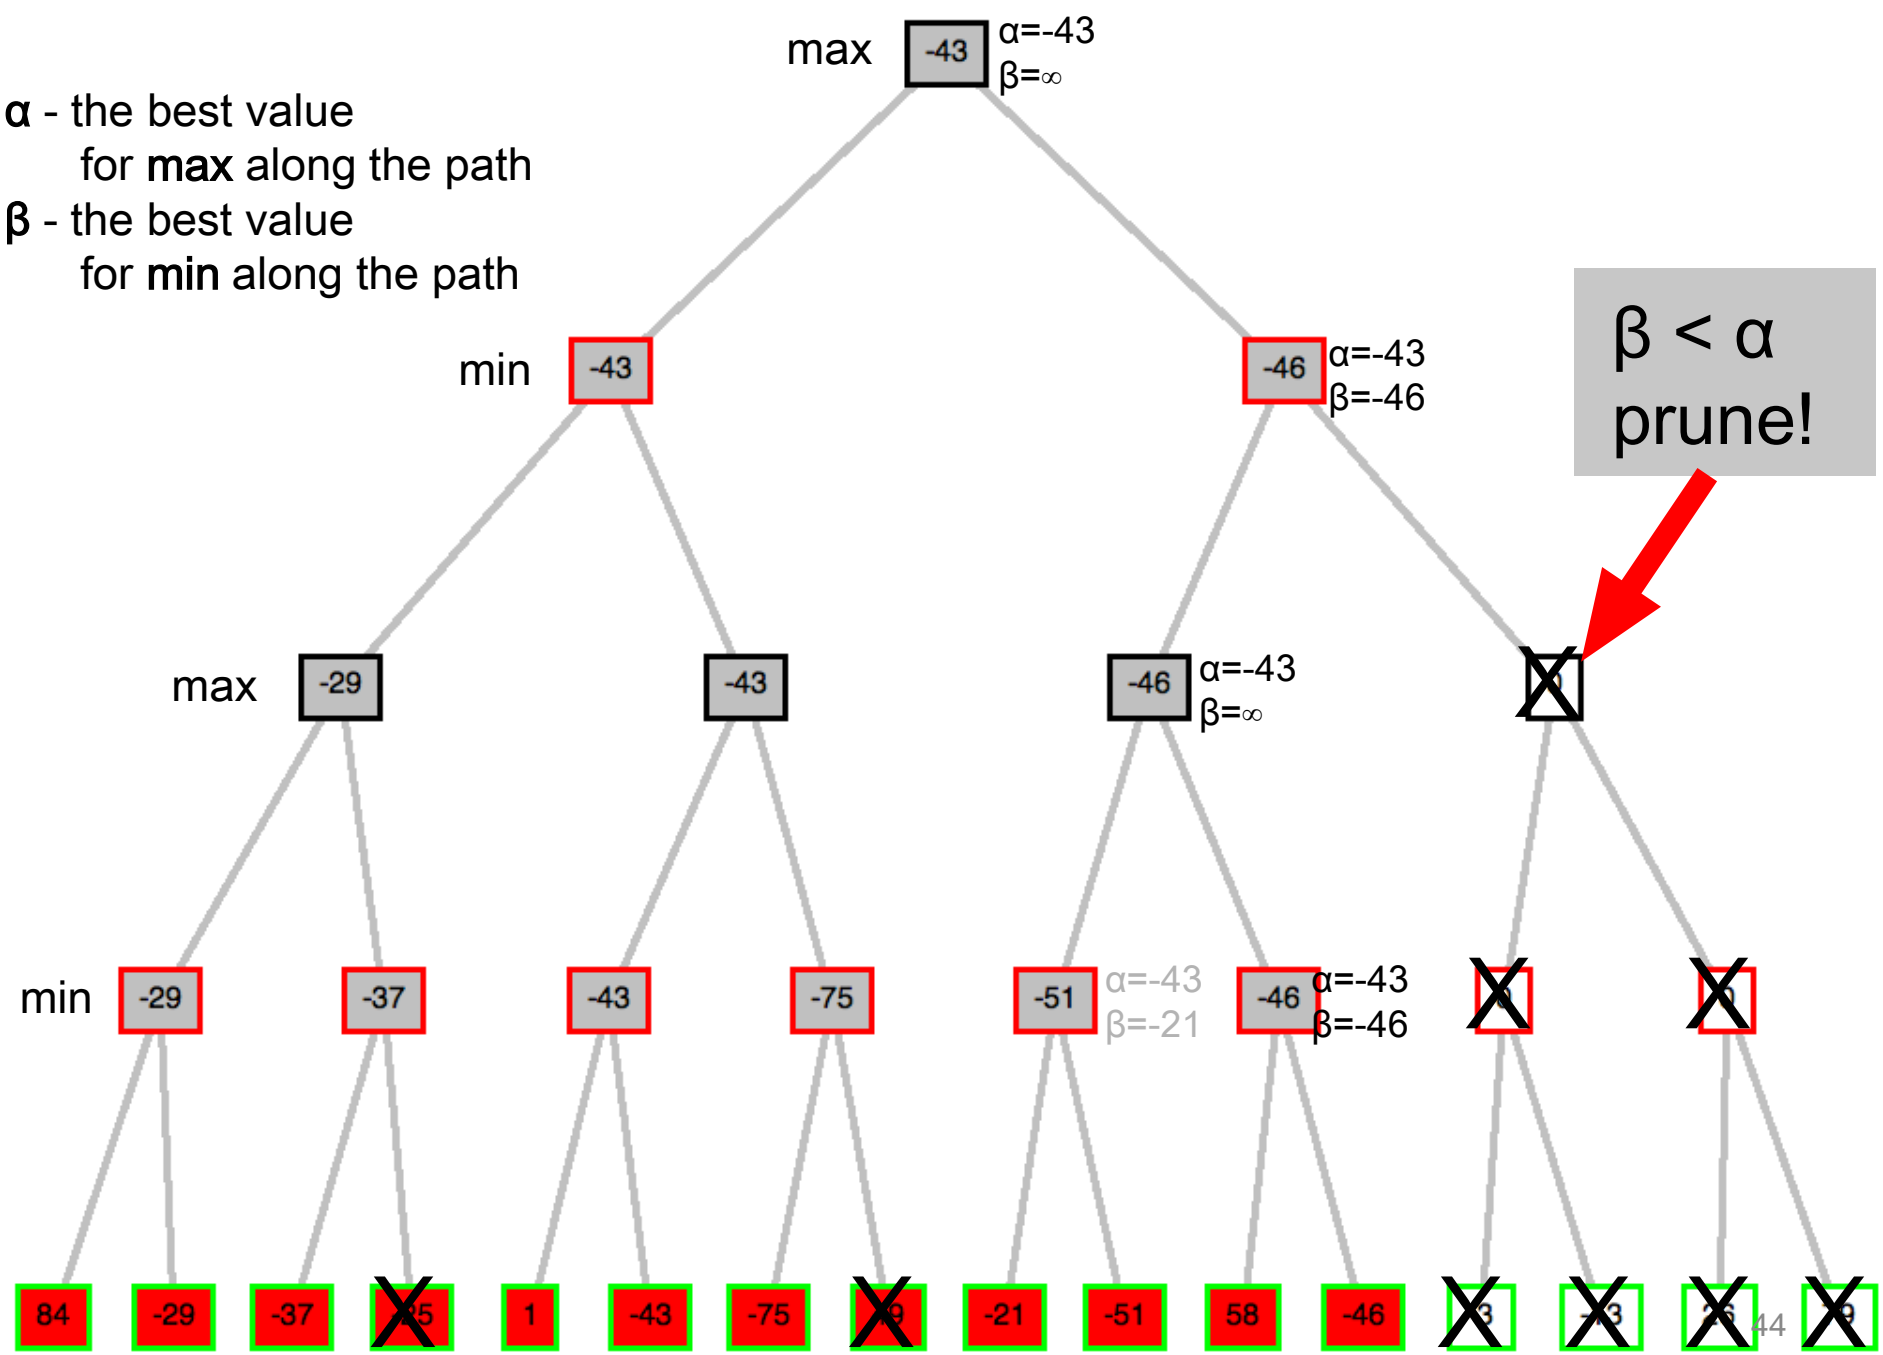 max -43 α=-43
β=∞
α - the best value
for max along the path
β - the best value
for min along the path
β < α
prune!
min -43 -46 α=-43
β=-46
max -29 -43 -46 α=-43
β=∞
min -29 -37 -43 -75 -51 α=-43 -46 α=-43
β=-21 β=-46
84 -29 -37 1 -43 -75 -21 -51 58 -46 44